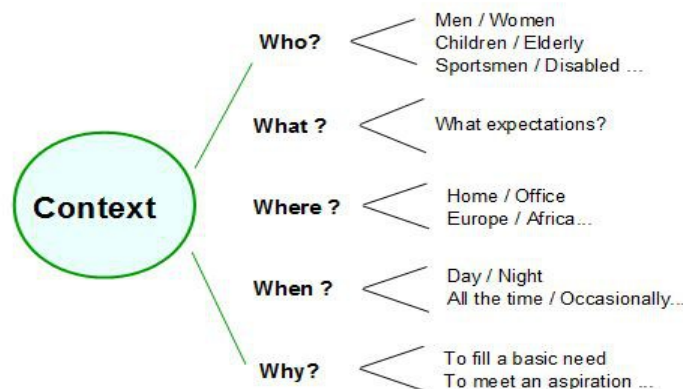 Context
Who?
Men / Women
Children / Elderly
Sportsmen / Disabled ...
What ?
What expectations?
Where ?
Home / Office
Europe / Africa...
When ?
Day / Night
All the time / Occasionally...
Why?
To fill a basic need
To meet an aspiration ...